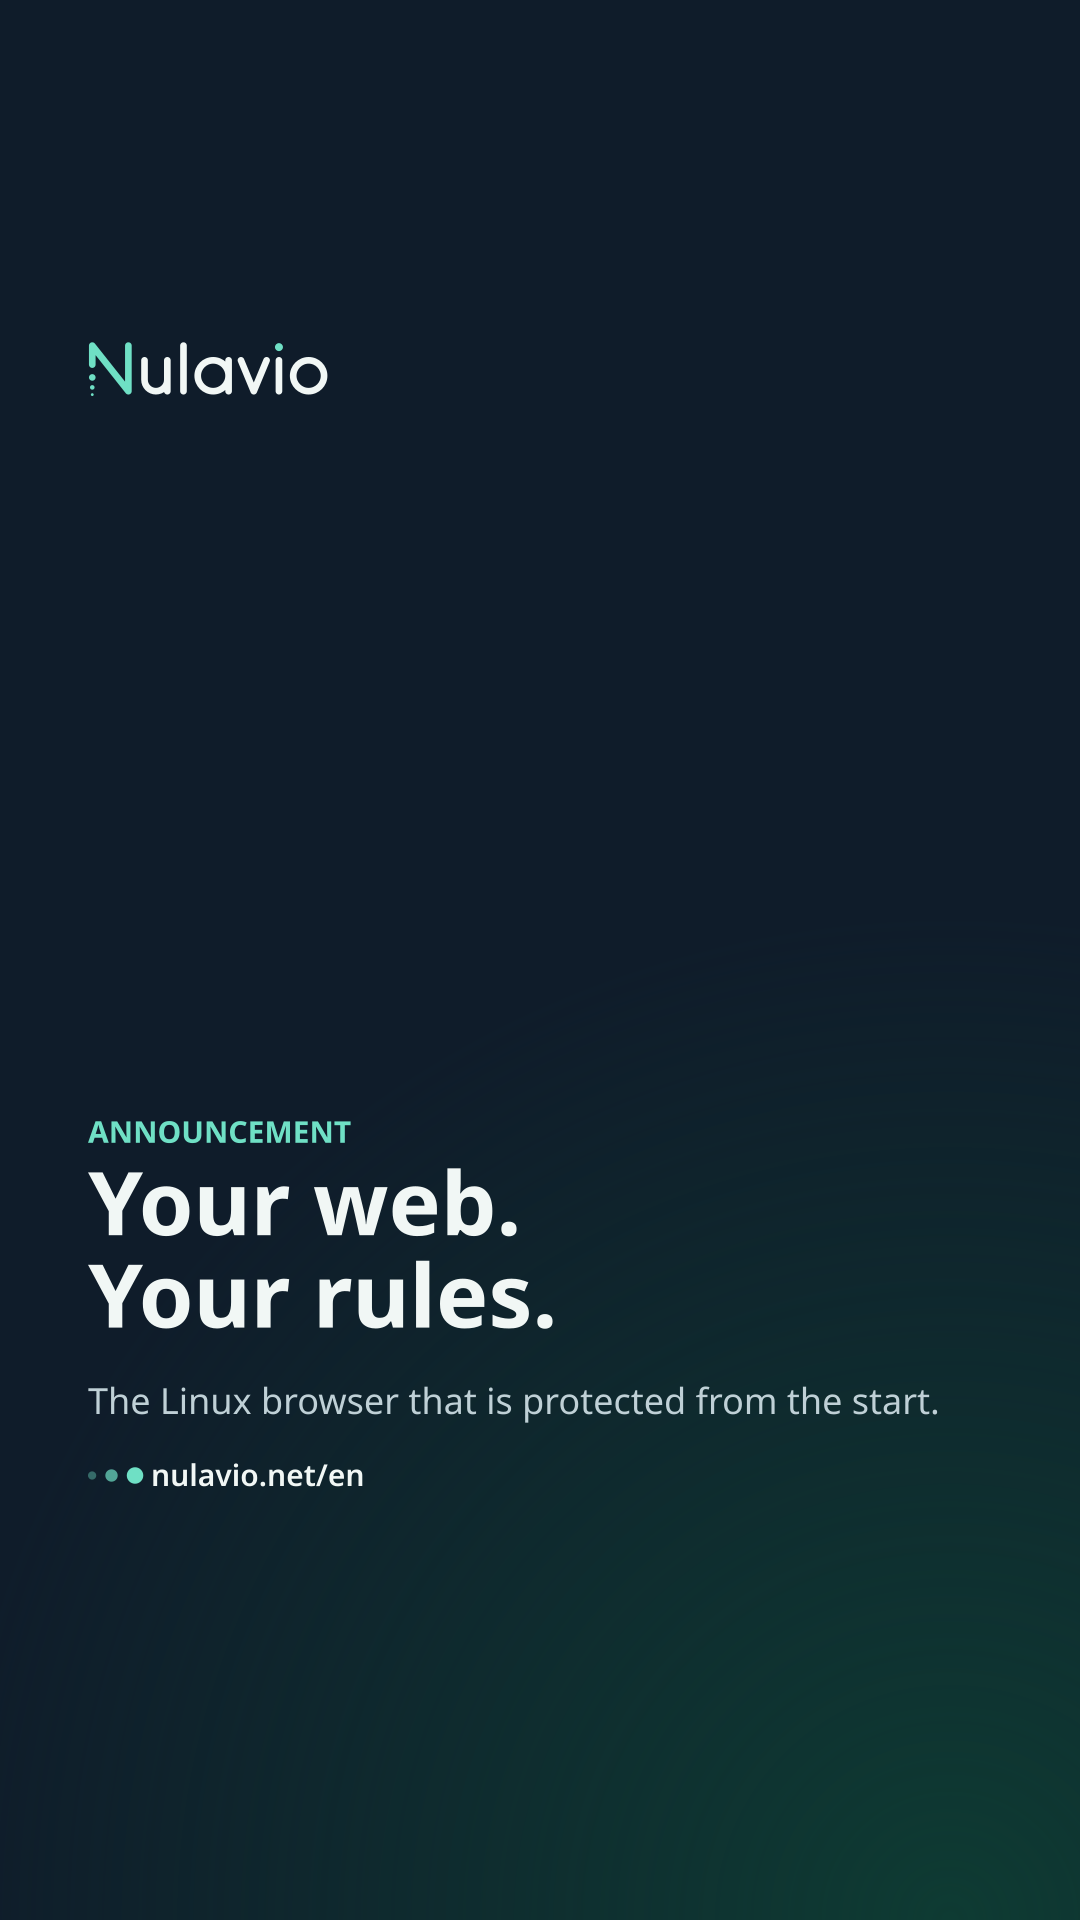 Nulavio
ANNOUNCEMENT
Your web.
Your rules.
The Linux browser that is protected from the start.
nulavio.net/en